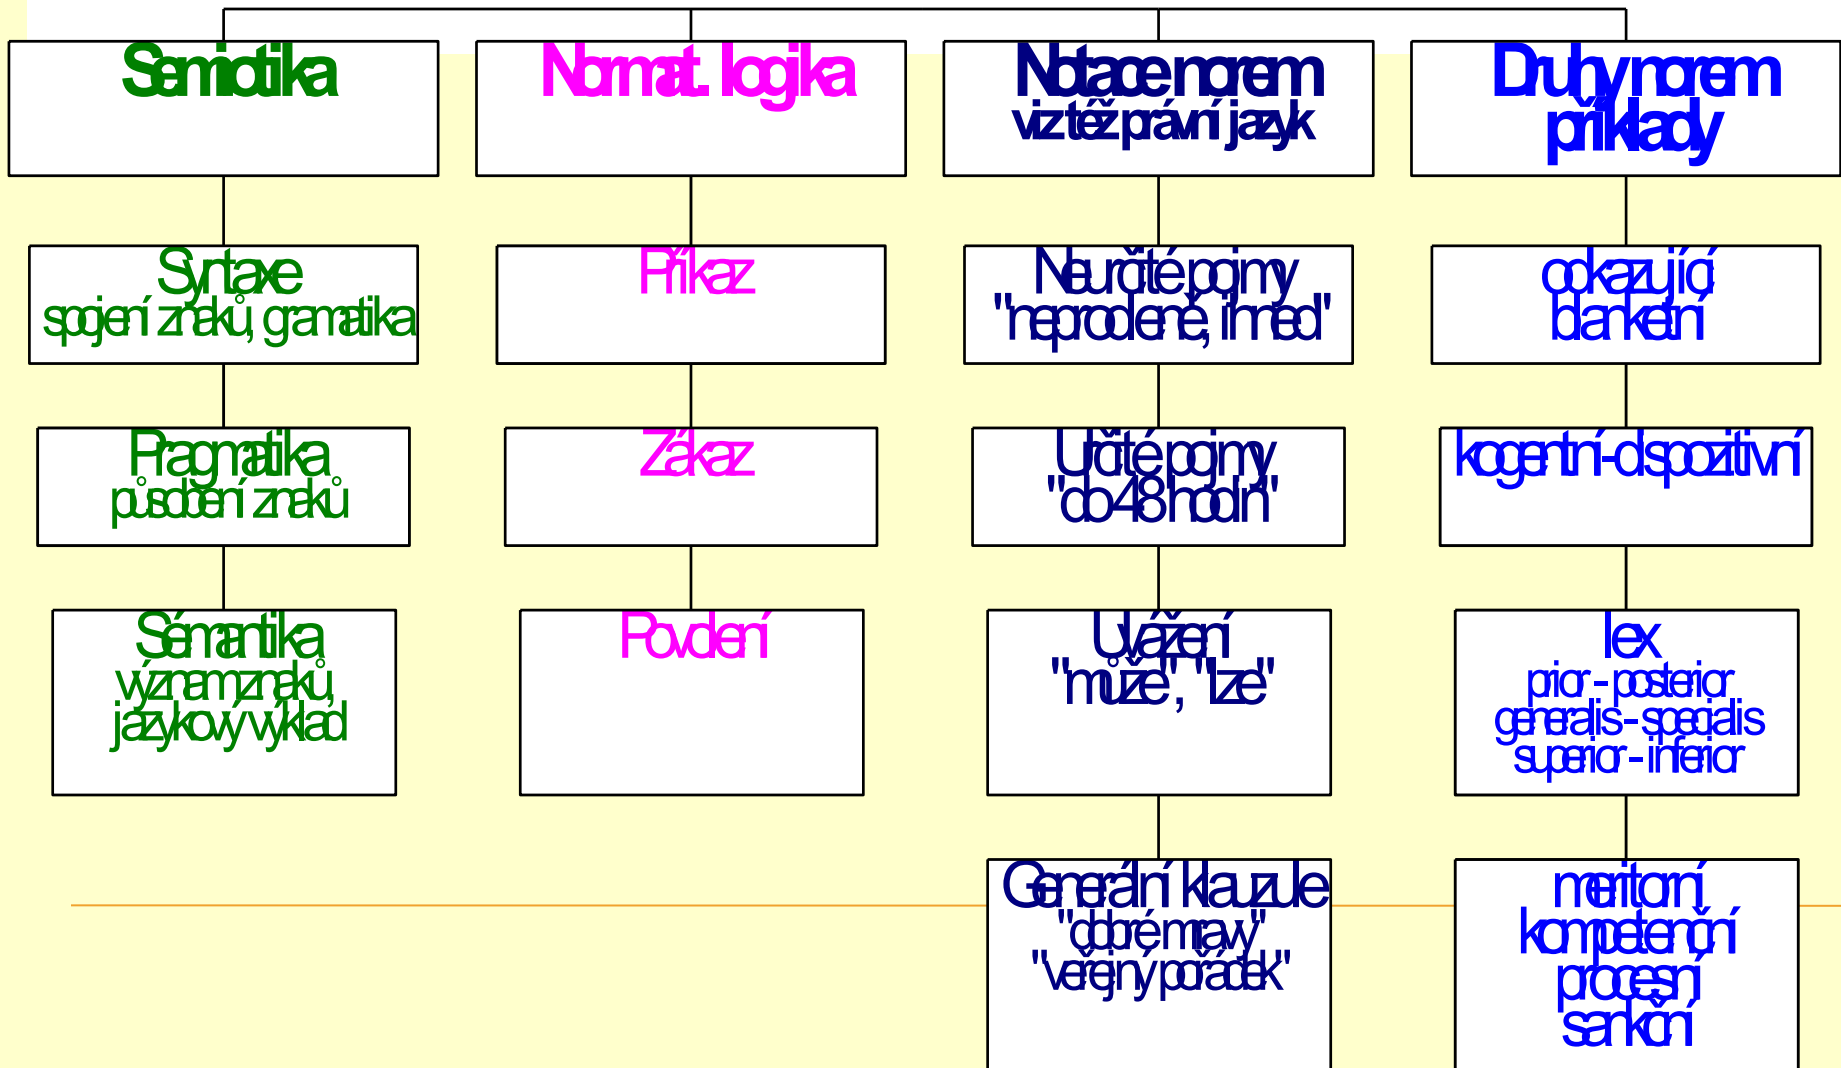 Semiotika
Syntaxe
spojení znaků, gramatika
Pragmatika
působení znaků
Sémantika
význam znaků,
jazykový výklad
Normat. logika
Příkaz
Zákaz
Povolení
Notace norem
viz též právní jazyk
Neurčité pojmy
"neprodleně, ihned"
Určité pojmy
"do 48 hodin"
Uvážení
"může", "lze"
Generální klauzule
"dobré mravy"
"veřejný pořádek"
Druhy norem
příklady
odkazující
blanketní
kogentní-dispozitivní
lex
prior - posterior
generalis - specialis
superior - inferior
meritorní
kompetenční
procesní
sankční